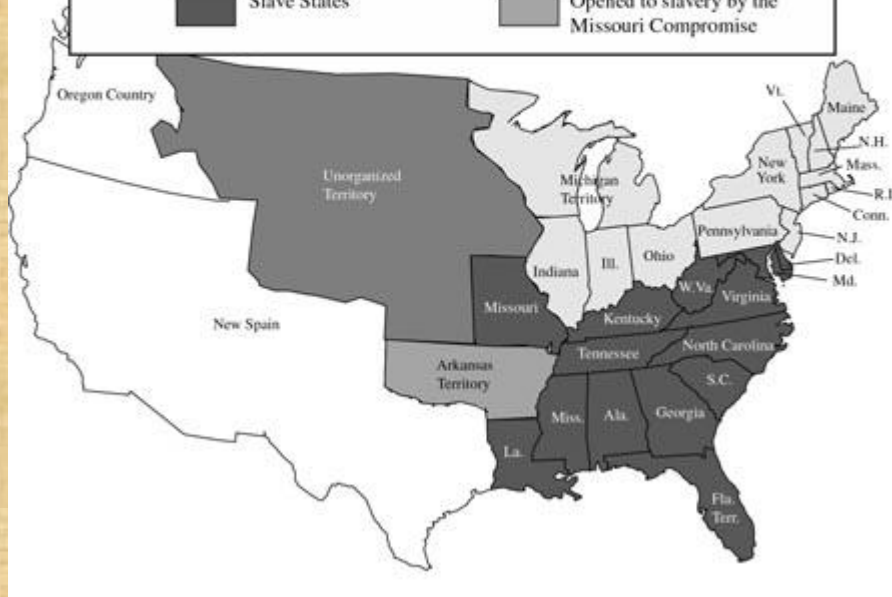 Slave States
Opened to slavery by the
Missouri Compromise
Oregon Country
Vt.
Maine
Unorganized
Territory
N.H.
Mass.
New
York
Michigan
Territory
R.I
Conn.
Pennsylvania
N.J.
Indiana
Ill.
Ohio
Del.
Md.
W.Va.
Virginia
Missouri
Kentucky
New Spain
Tennessee
North Carolina
Arkansas
Territory
S.C.
Miss.
Ala.
Georgia
La.
Fla.
Terr.